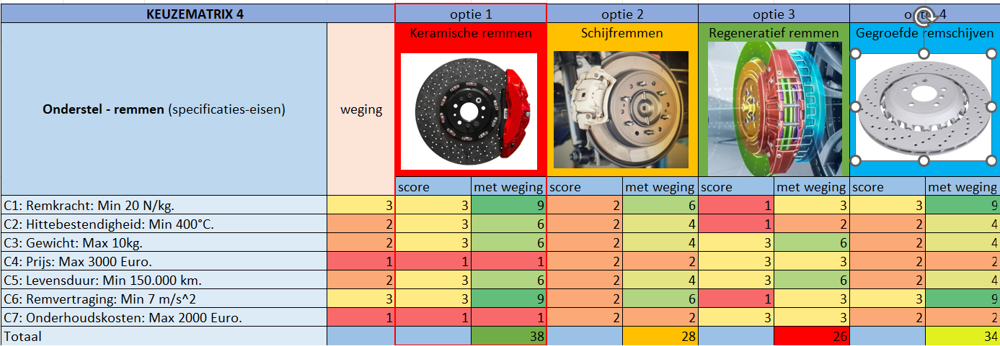 KEUZEMATRIX 4 optie 1 optie 2 optie 3 4
Keramische remmen Schijfremmen Regeneratief remmen Gegroefde remschijven
Onderstel - remmen (specificaties-eisen) weging
score met weging score met weging score met weging score met weging
C1: Remkracht: Min 20 N/kg. 3 3 9 2 6 1 3 3 9
C2: Hittebestendigheid: Min 400°C. 2 3 6 2 4 1 2 2 4
C3: Gewicht: Max 10kg. 2 3 6 2 4 3 6 2 4
C4: Prijs: Max 3000 Euro. 1 1 1 2 2 3 3 2 2
C5: Levensduur: Min 150.000 km. 2 3 6 2 4 3 6 2 4
C6: Remvertraging: Min 7 m/s^2 3 3 9 2 6 1 3 3 9
C7: Onderhoudskosten: Max 2000 Euro. 1 1 1 2 2 3 3 2 2
Totaal 38 28 26 34